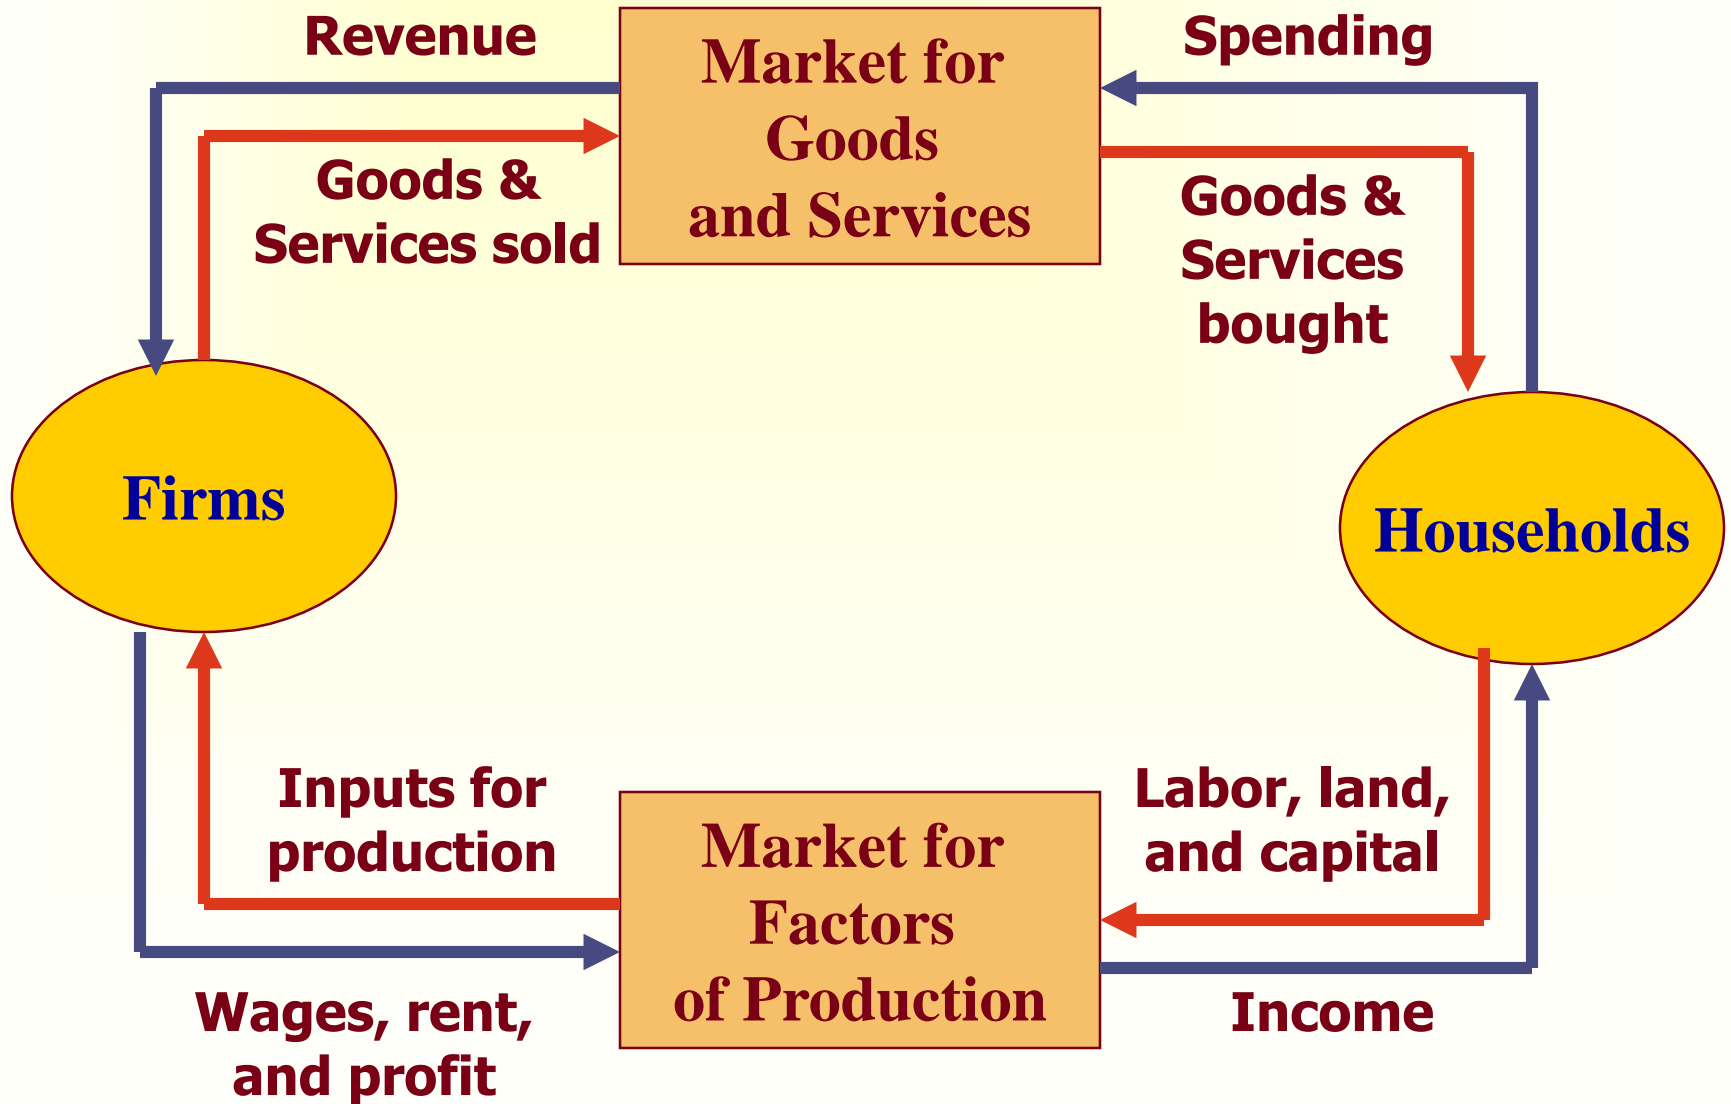 Revenue
Market for
Goods
and Services
Spending
Goods &
Services sold
Goods &
Services
bought
Firms
Households
Inputs for
production
Market for
Factors
of Production
Labor, land,
and capital
Wages, rent,
and profit
Income